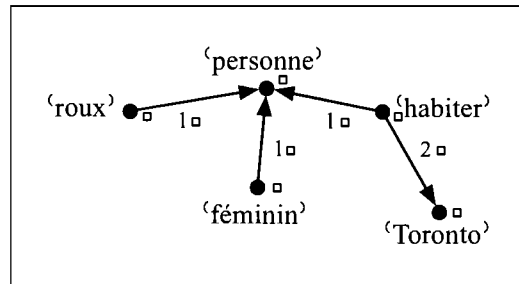 ‘personne’
‘roux’
‘habiter’
1
1
1
2
‘féminin’
‘Toronto’